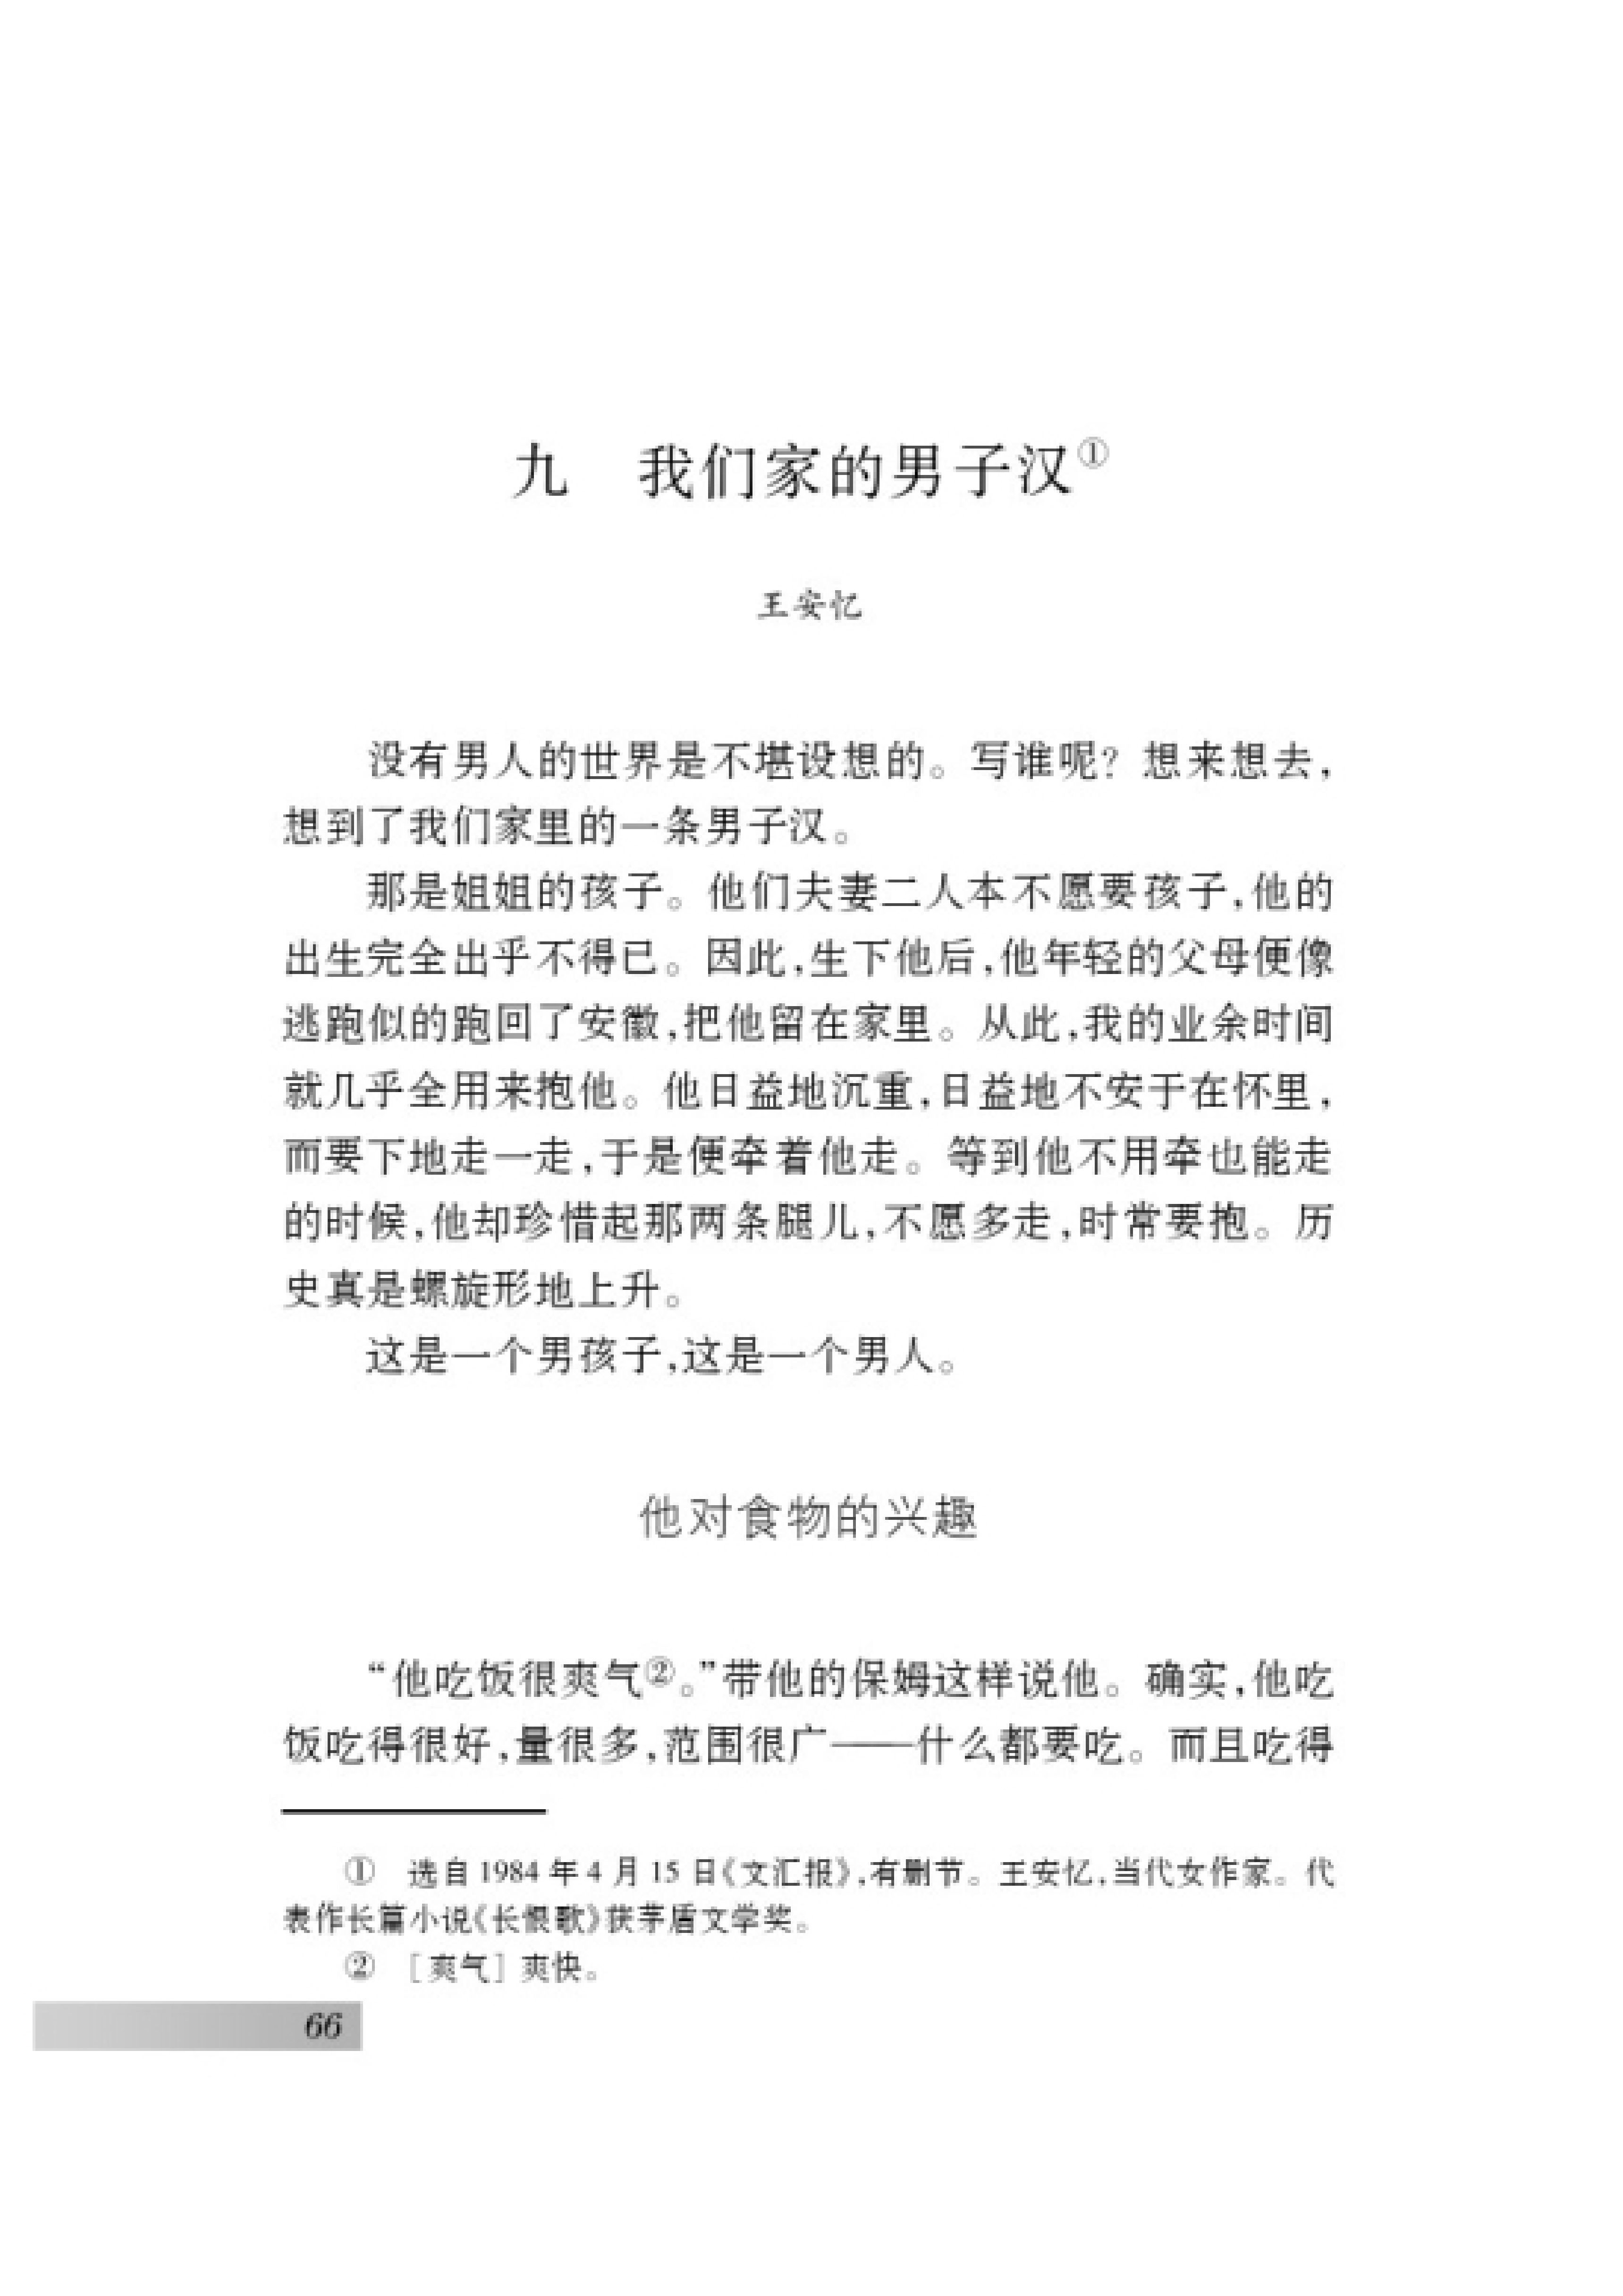 九　我们家的男子汉①
王安忆
没有男人的世界是不堪设想的。写谁呢？想来想去，
想到了我们家里的一条男子汉。
那是姐姐的孩子。他们夫妻二人本不愿要孩子，他的
出生完全出乎不得已。因此，生下他后，他年轻的父母便像
逃跑似的跑回了安徽，把他留在家里。从此，我的业余时间
就几乎全用来抱他。他日益地沉重，日益地不安于在怀里，
而要下地走一走，于是便牵着他走。等到他不用牵也能走
的时候，他却珍惜起那两条腿儿，不愿多走，时常要抱。历
史真是螺旋形地上升。
这是一个男孩子，这是一个男人。
他对食物的兴趣
“他吃饭很爽气②。”带他的保姆这样说他。确实，他吃
饭吃得很好，量很多，范围很广——什么都要吃。而且吃得
①　选自1984年4月15日《文汇报》，有删节。王安忆，当代女作家。代
表作长篇小说《长恨歌》获茅盾文学奖。
②　［爽气］爽快。
66